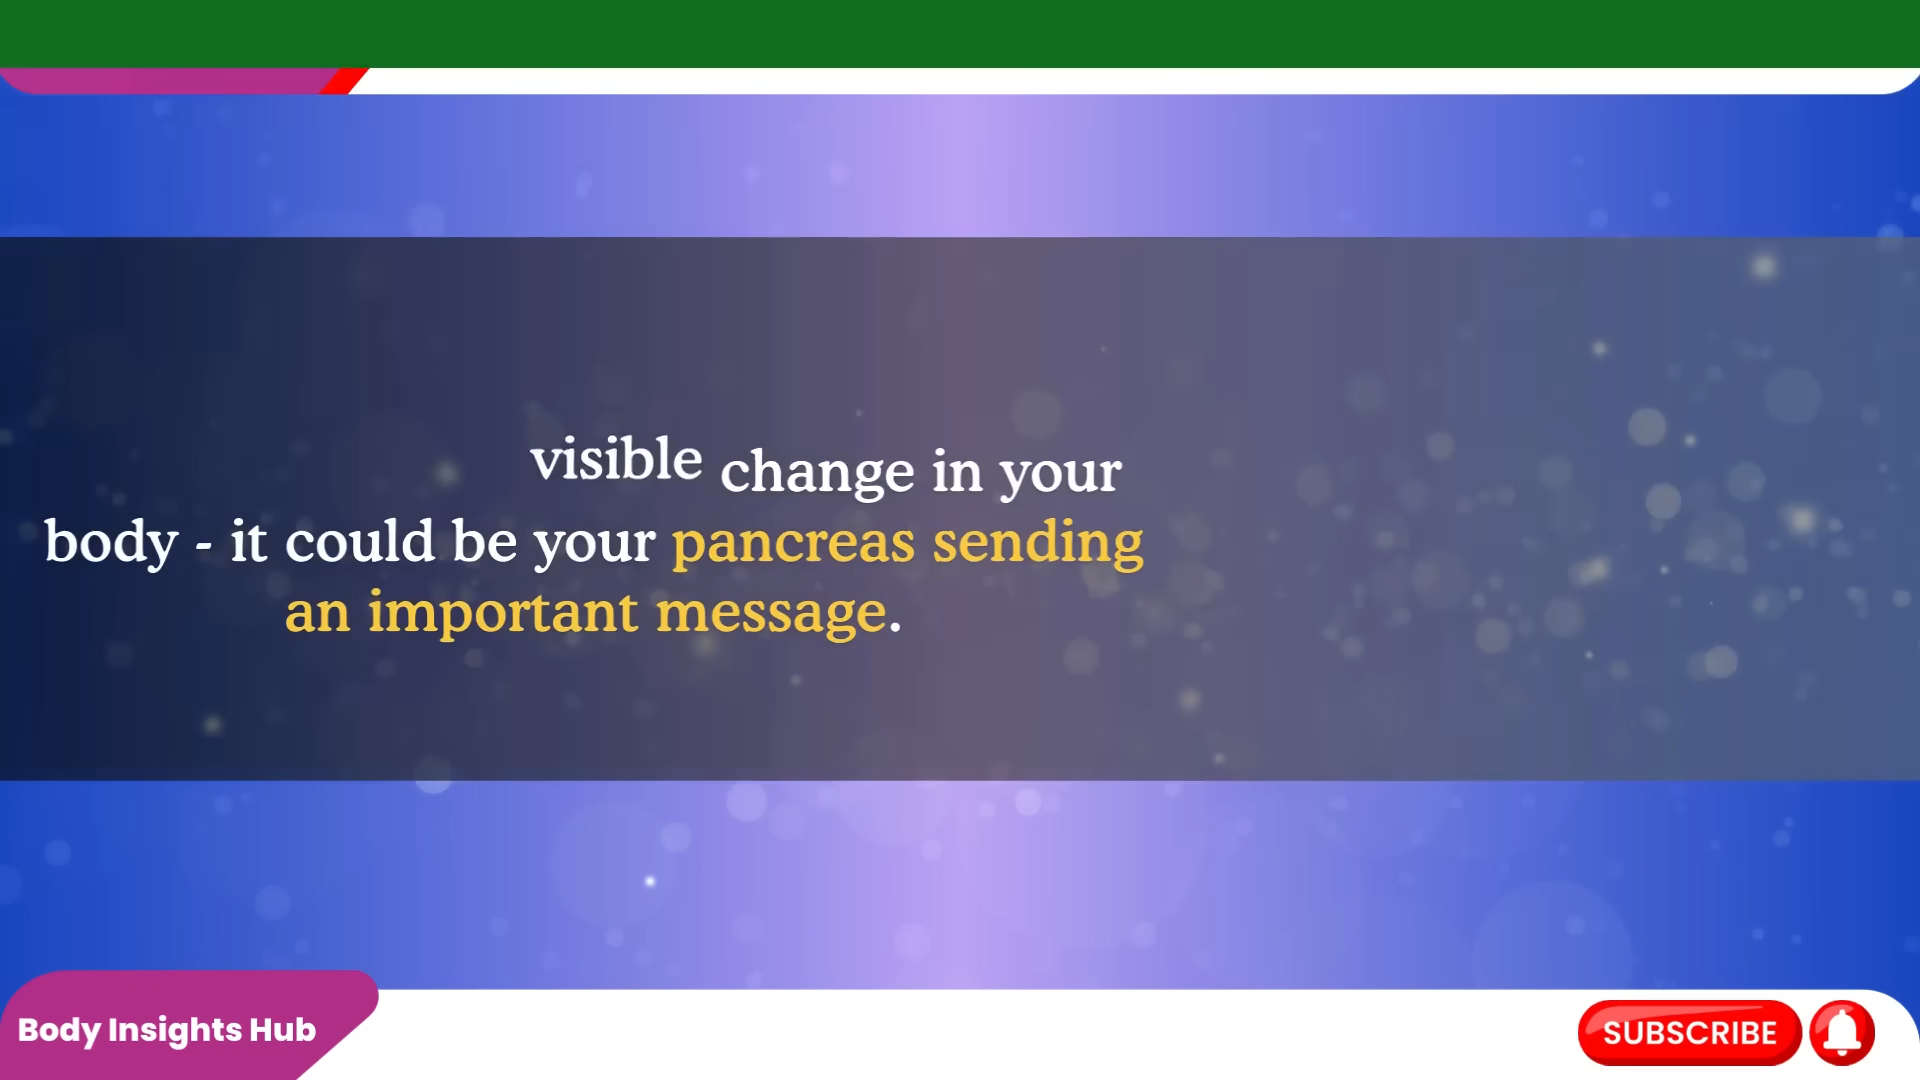 visible change in your
body - it could be your pancreas sending
an important message.
Body Insights Hub
SUBSCRIBE